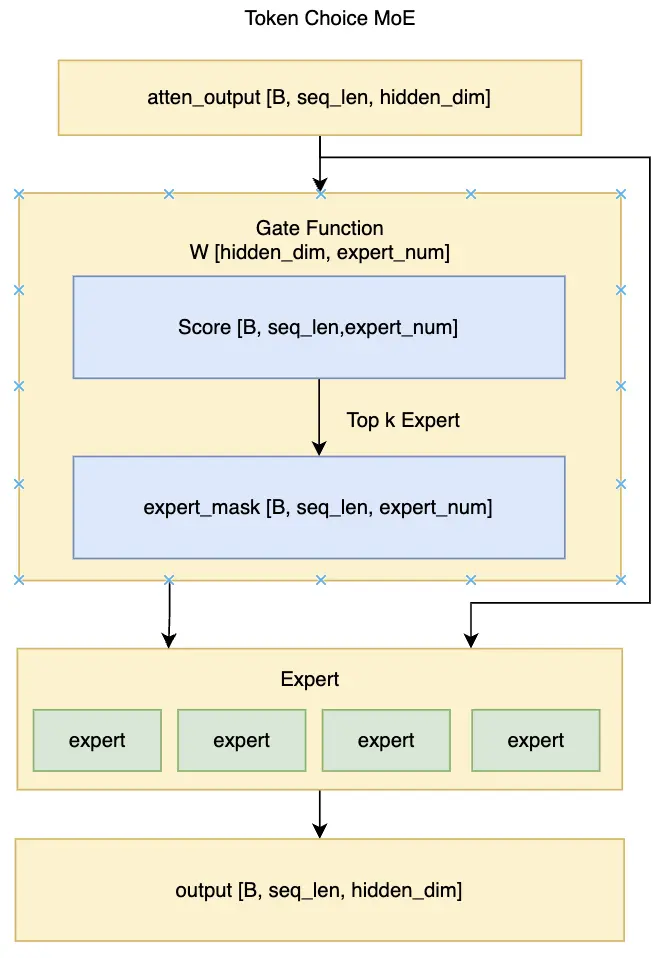 Token Choice MoE
atten_output [B, seq_len, hidden_dim]
Gate Function
W [hidden_dim, expert_num]
Score [B, seq_len,expert_num]
Top k Expert
expert_mask [B, seq_len, expert_num]
Expert
expert
expert
expert
expert
output [B, seq_len, hidden_dim]